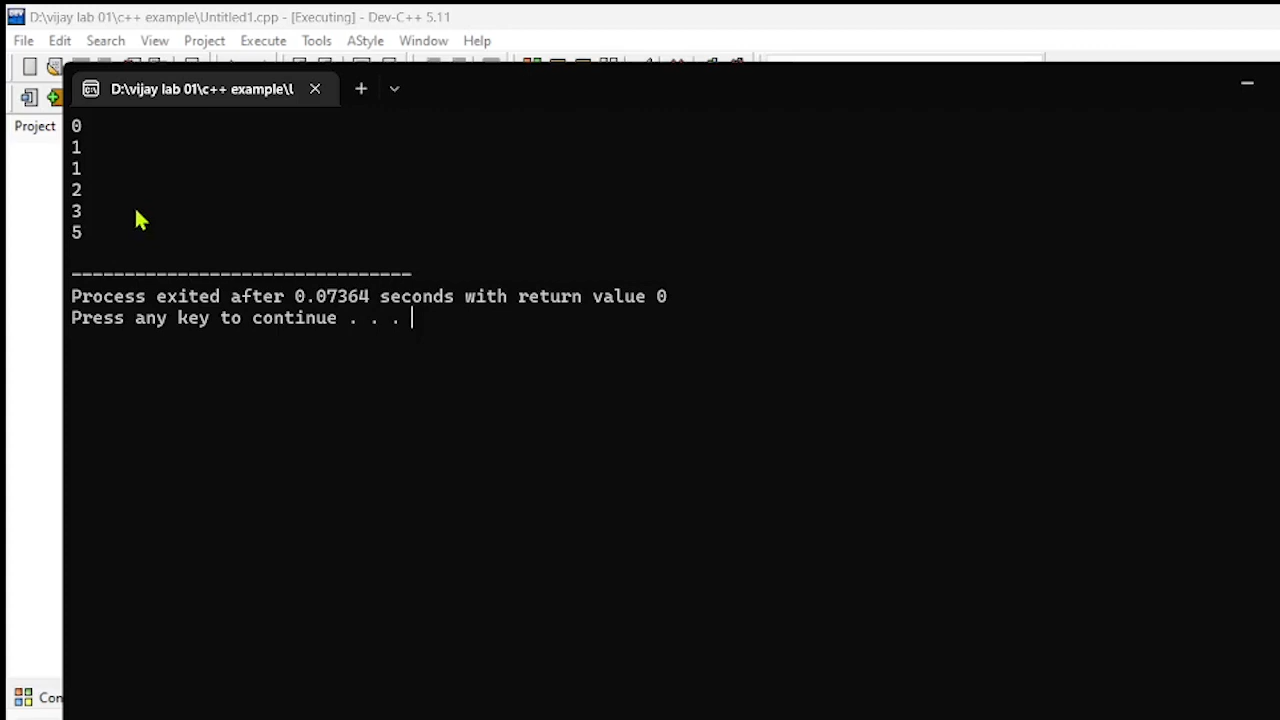 D:\vijay lab 01\c++ example\Untitled1.cpp - [Executing] - Dev-C++ 5.11
File Edit Search View Project Execute Tools AStyle Window Help
D:\vijay lab 01\c++ example\
Project
0
1
1
2
3
5
--------------------------------
Process exited after 0.07364 seconds with return value 0
Press any key to continue . . .
Con